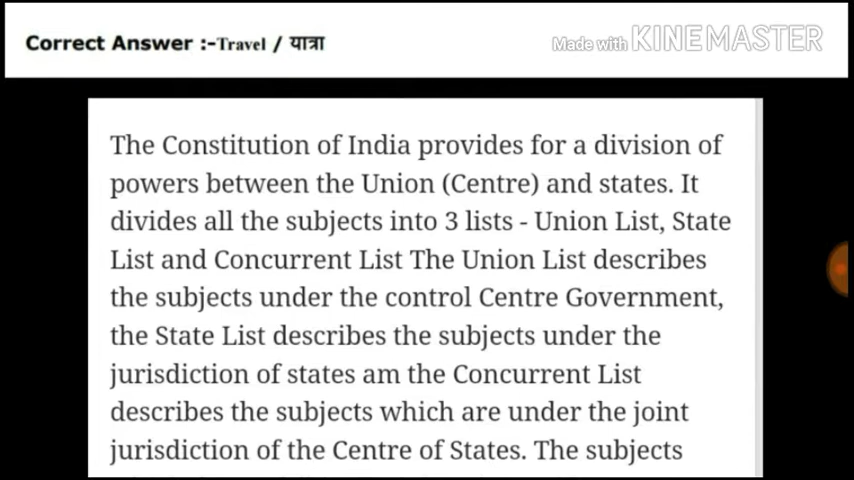 Correct Answer :-Travel / यात्रा
Made with KINEMASTER
The Constitution of India provides for a division of
powers between the Union (Centre) and states. It
divides all the subjects into 3 lists - Union List, State
List and Concurrent List The Union List describes
the subjects under the control Centre Government,
the State List describes the subjects under the
jurisdiction of states am the Concurrent List
describes the subjects which are under the joint
jurisdiction of the Centre of States. The subjects